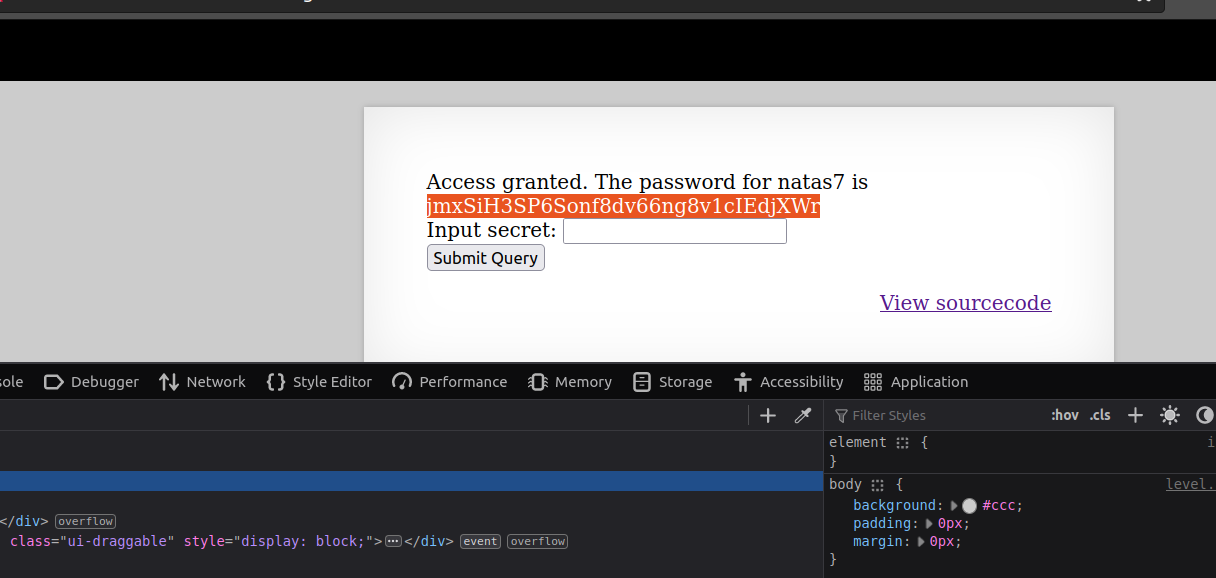 Access granted. The password for natas7 is
jmxSiH3SP6Sonf8dv66ng8v1cIEdjXWr
Input secret:
Submit Query
View sourcecode
Debugger Network Style Editor Performance Memory Storage Accessibility Application
Filter Styles :hov .cls
element {
}
body { level.
background: #ccc;
padding: 0px;
margin: 0px;
}
</div> overflow
class="ui-draggable" style="display: block;"> </div> event overflow